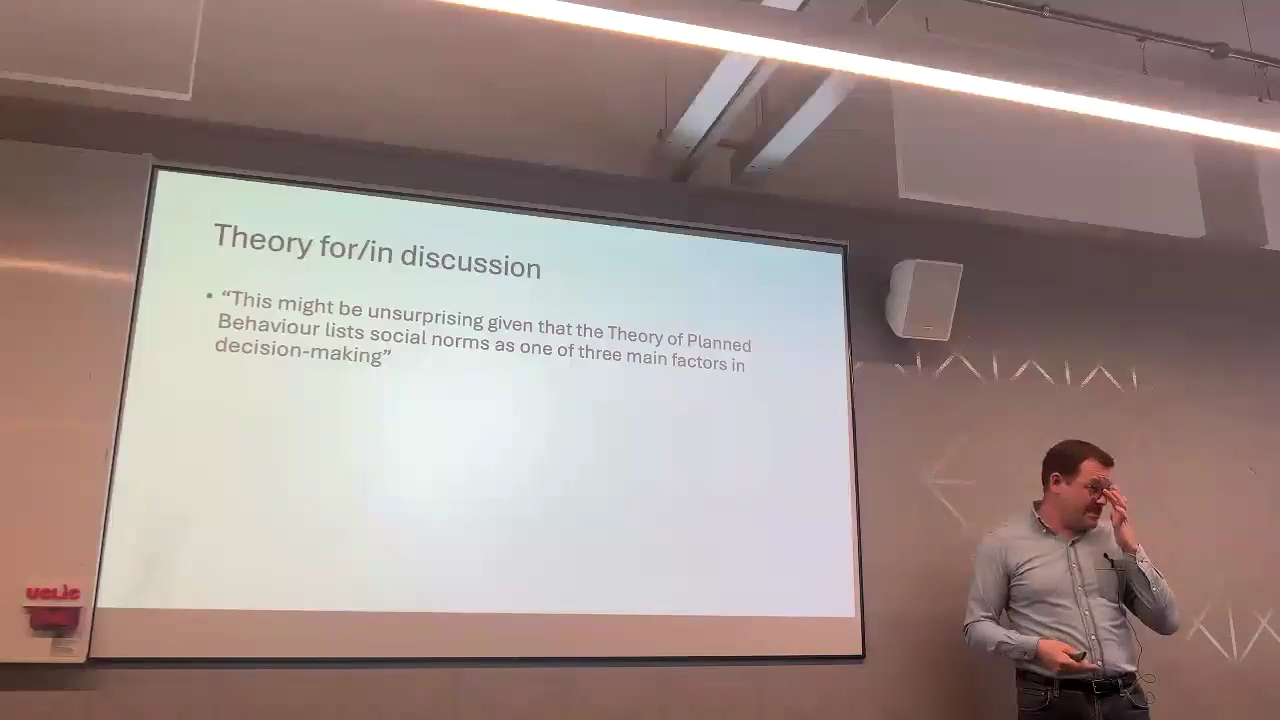 Theory for/in discussion
• “This might be unsurprising given that the Theory of Planned
Behaviour lists social norms as one of three main factors in
decision-making”
uclic